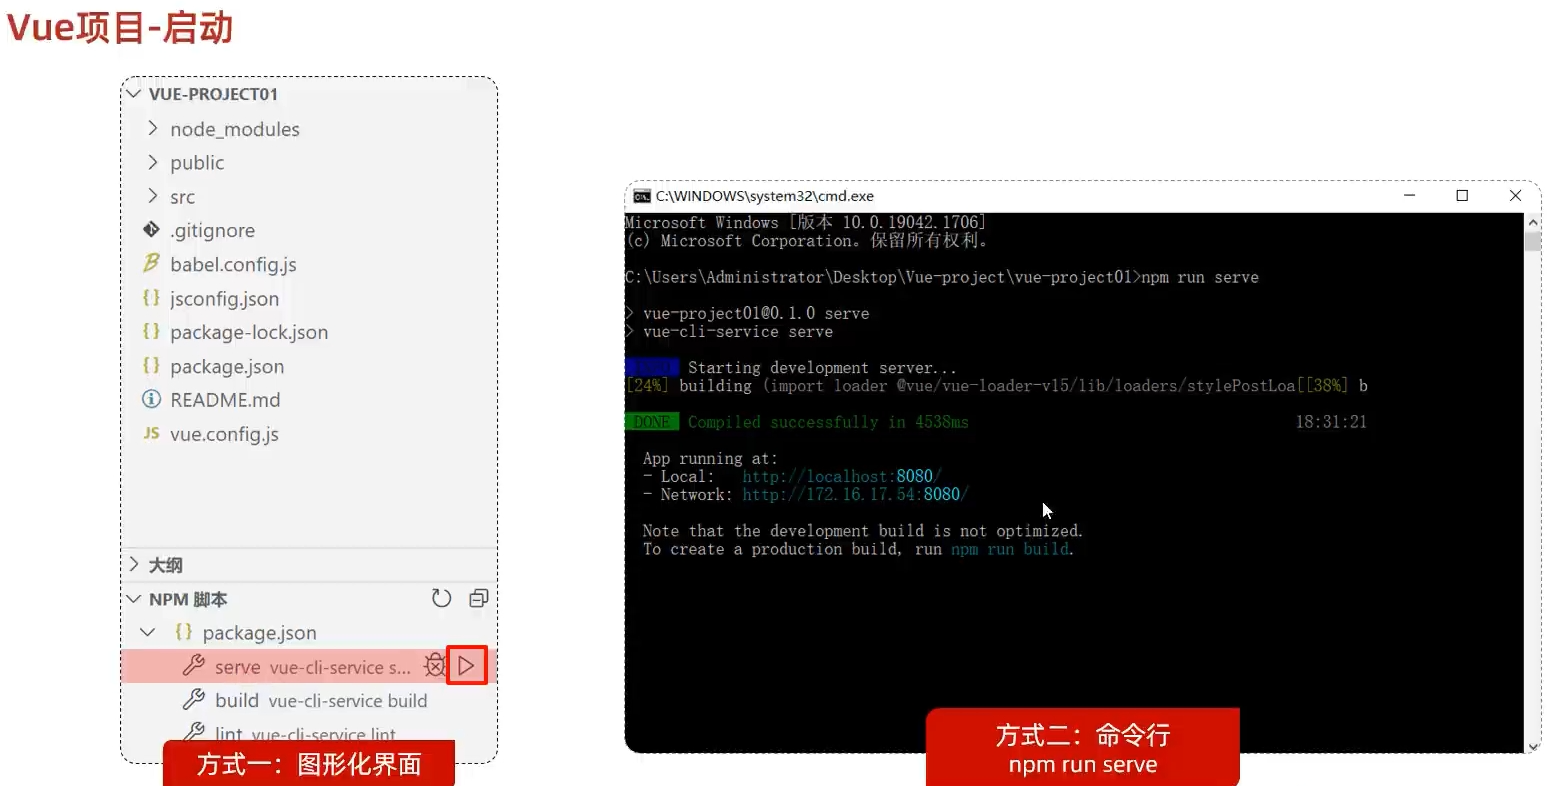 Vue项目-启动
VUE-PROJECT01
node_modules
public
src
.gitignore
babel.config.js
jsconfig.json
package-lock.json
package.json
README.md
JS vue.config.js
大纲
NPM 脚本
package.json
serve vue-cli-service s...
build vue-cli-service build
lint vue-cli-service lint
方式一：图形化界面
C:\WINDOWS\system32\cmd.exe
Microsoft Windows [版本 10.0.19042.1706]
(c) Microsoft Corporation。保留所有权利。
C:\Users\Administrator\Desktop\Vue-project\vue-project01>npm run serve
> vue-project01@0.1.0 serve
> vue-cli-service serve
Starting development server...
[24%] building (import loader @vue/vue-loader-v15/lib/loaders/stylePostLoa[[38%] b
DONE Compiled successfully in 4538ms 18:31:21
App running at:
- Local: http://localhost:8080/
- Network: http://172.16.17.54:8080/
Note that the development build is not optimized.
To create a production build, run npm run build.
方式二：命令行
npm run serve